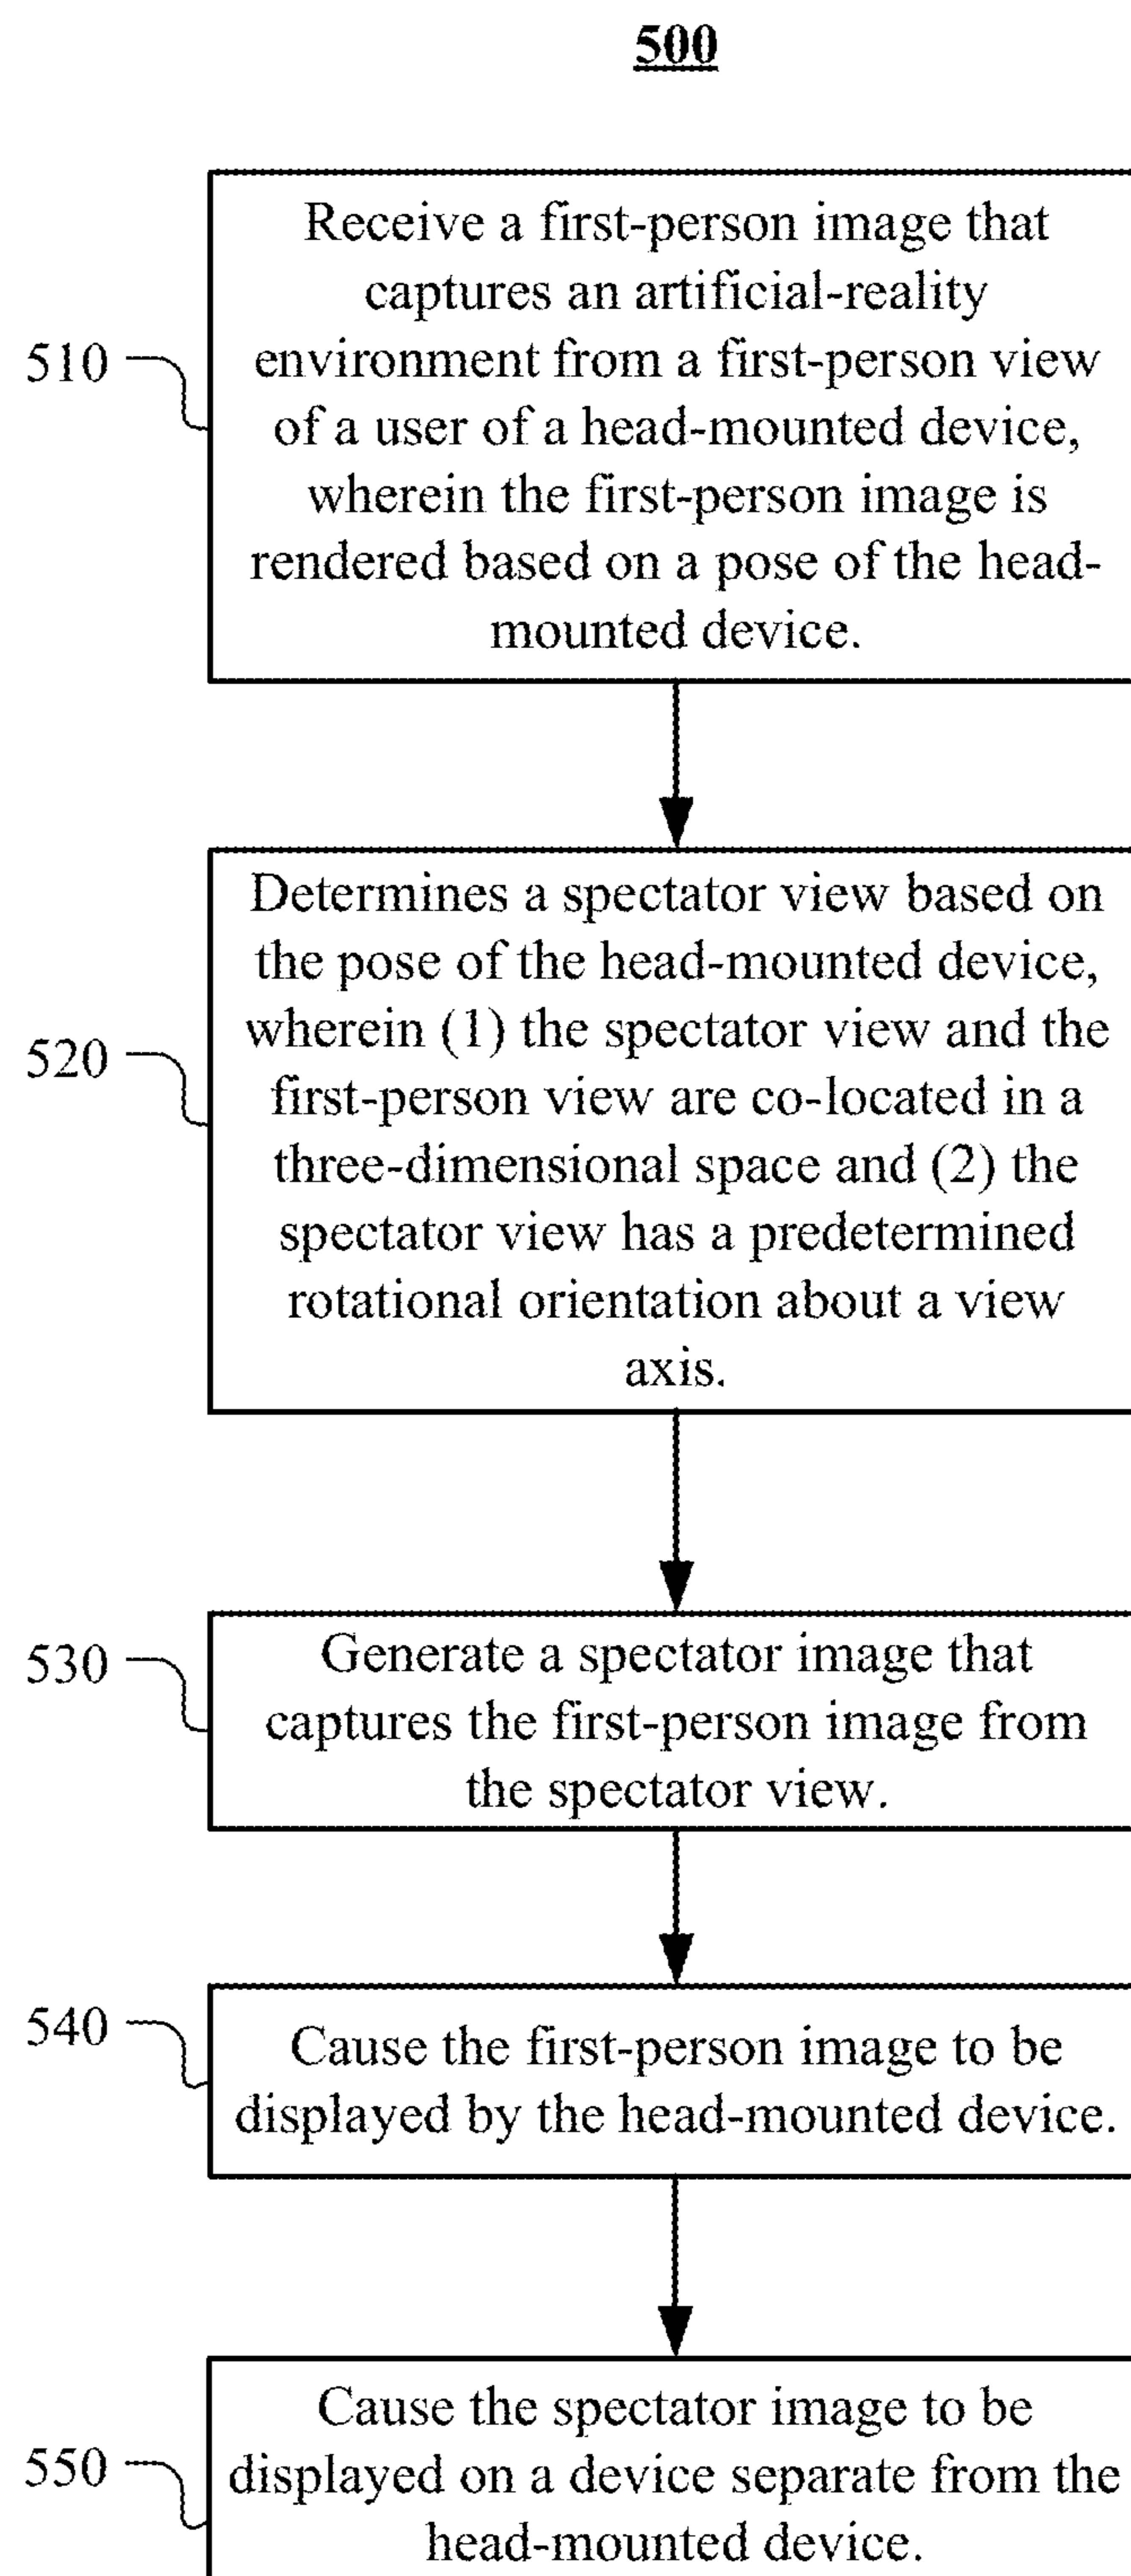 500
Receive a first-person image that
captures an artificial-reality
environment from a first-person view
of a user of a head-mounted device,
wherein the first-person image is
rendered based on a pose of the head-
mounted device.
510
Determines a spectator view based on
the pose of the head-mounted device,
wherein (1) the spectator view and the
first-person view are co-located in a
three-dimensional space and (2) the
spectator view has a predetermined
rotational orientation about a view
axis.
520
Generate a spectator image that
captures the first-person image from
the spectator view.
530
Cause the first-person image to be
displayed by the head-mounted device.
540
Cause the spectator image to be
displayed on a device separate from the
head-mounted device.
550